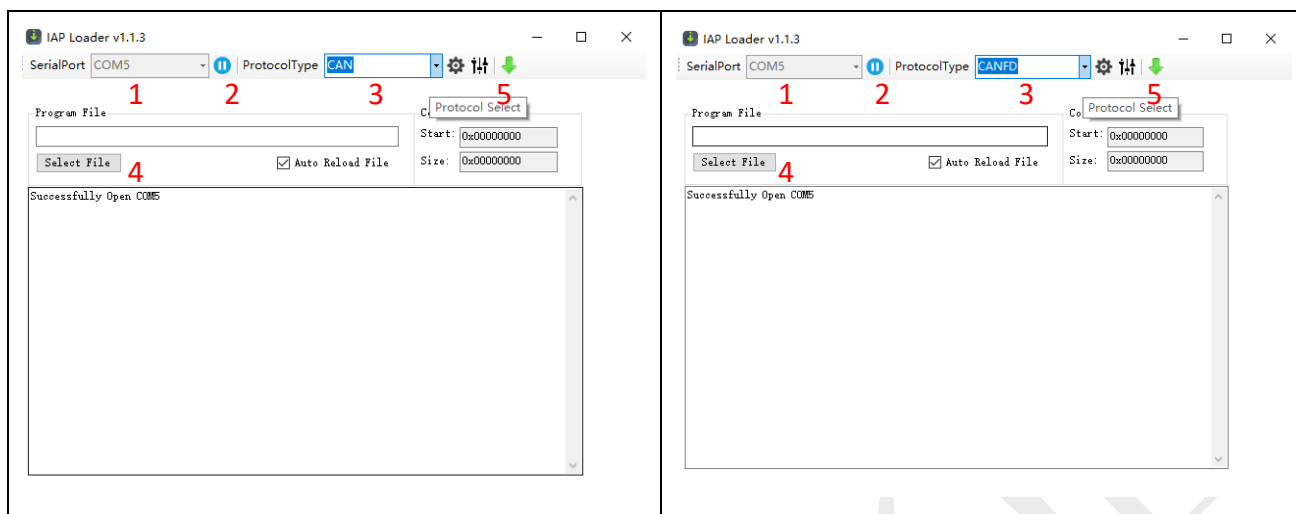 IAP Loader v1.1.3
SerialPort COM5 ProtocolType CAN
1 2 3 5
Protocol Select
Program File
Start: 0x00000000
Select File Auto Reload File Size: 0x00000000
4
Successfully Open COM5
IAP Loader v1.1.3
SerialPort COM5 ProtocolType CANFD
1 2 3 5
Protocol Select
Program File
Start: 0x00000000
Select File Auto Reload File Size: 0x00000000
4
Successfully Open COM5